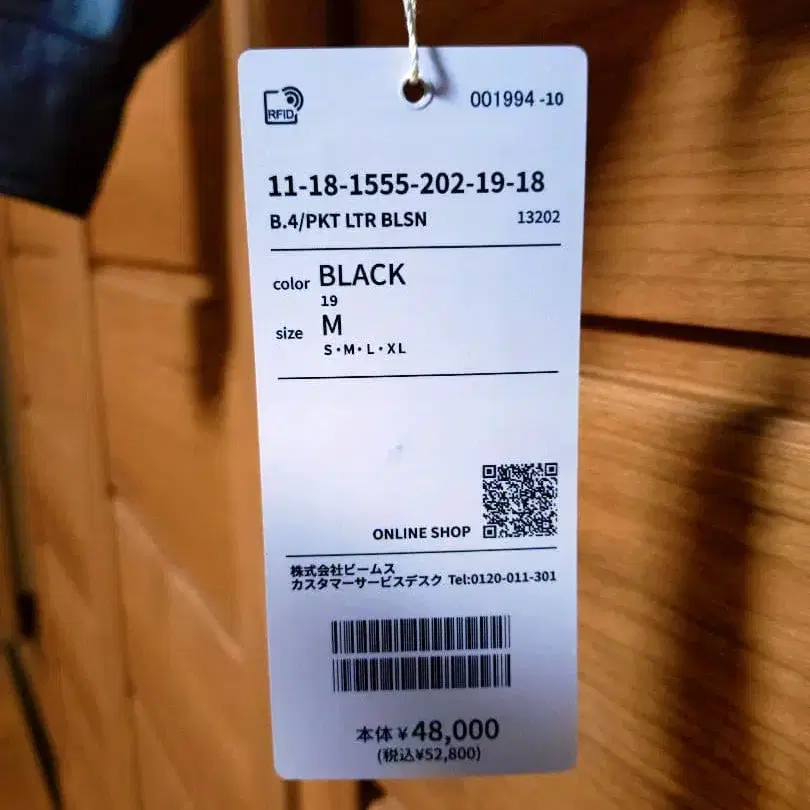 RFID
001994 -10
11-18-1555-202-19-18
B.4/PKT LTR BLSN 13202
color BLACK
19
size M
S・M・L・XL
ONLINE SHOP
株式会社ビームス
カスタマーサービスデスク Tel:0120-011-301
本体¥48,000
(税込¥52,800)